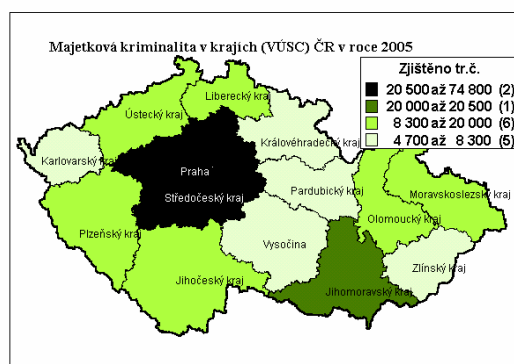 Majetková kriminalita v krajích (VÚSC) ČR v roce 2005
Zjištěno tr.č.
20 500 až 74 800 (2)
20 000 až 20 500 (1)
8 300 až 20 000 (6)
4 700 až 8 300 (5)
Liberecký kraj
Ústecký kraj
Královéhradecký kraj
Karlovarský kraj
Praha
Středočeský kraj
Pardubický kraj
Moravskoslezský kraj
Olomoucký kraj
Plzeňský kraj
Vysočina
Zlínský kraj
Jihočeský kraj
Jihomoravský kraj